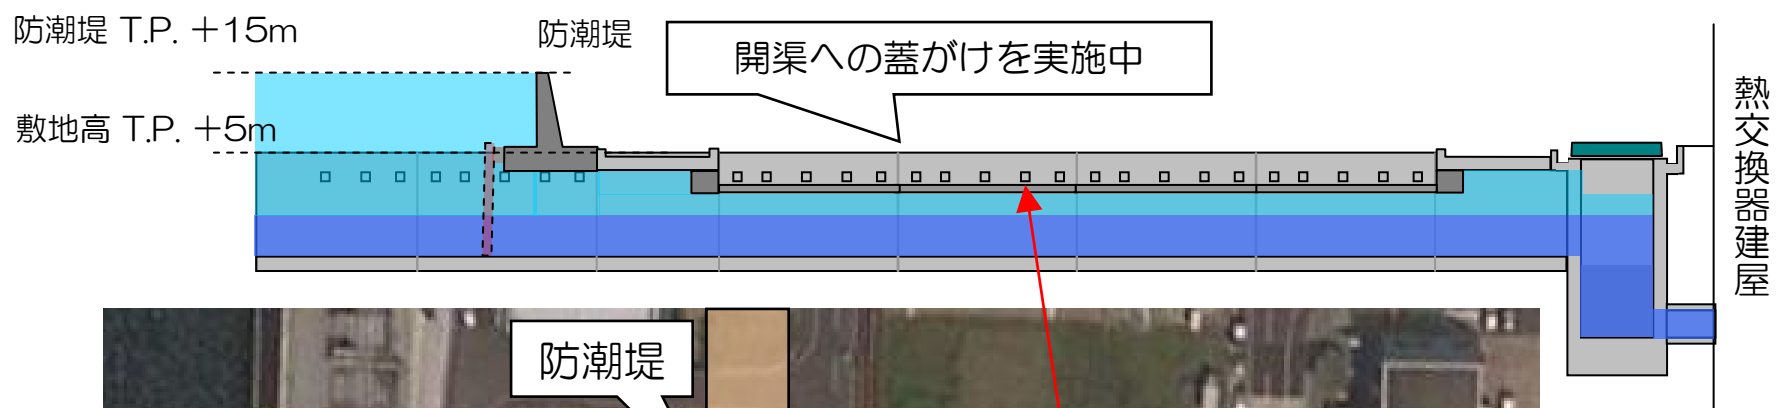 防潮堤 T.P. +15m
防潮堤
開渠への蓋がけを実施中
敷地高 T.P. +5m
熱交換器建屋
防潮堤